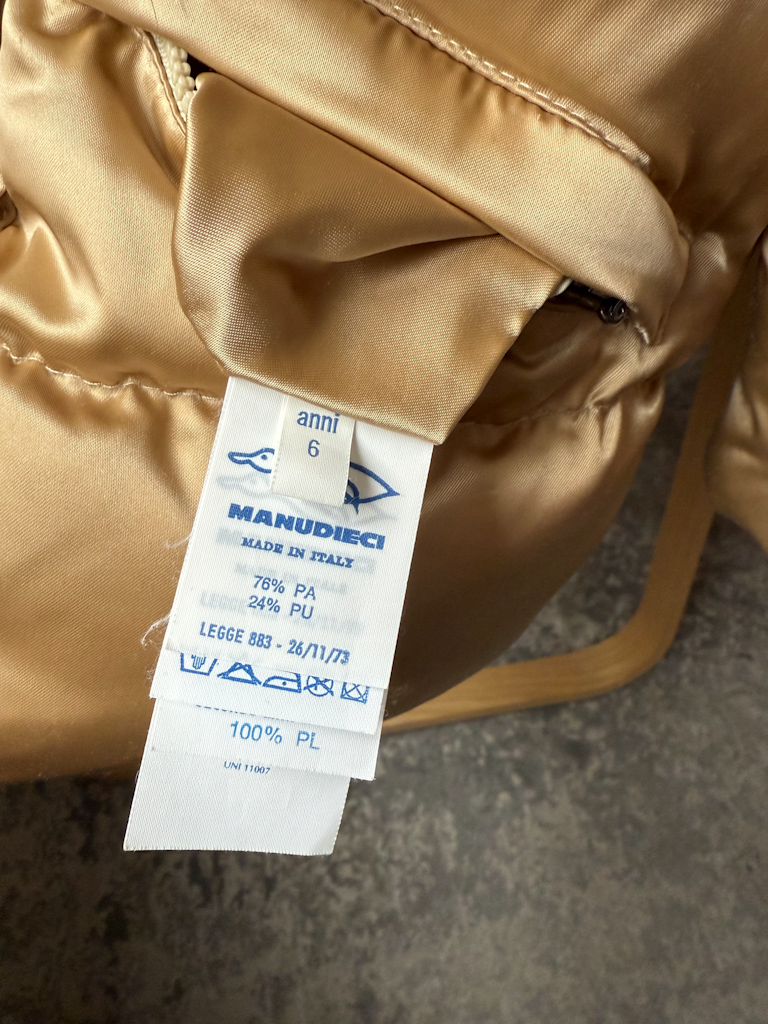 anni
6
MANUDIECI
MADE IN ITALY
76% PA
24% PU
LEGGE 883 - 26/11/73
100% PL
UNI 11007